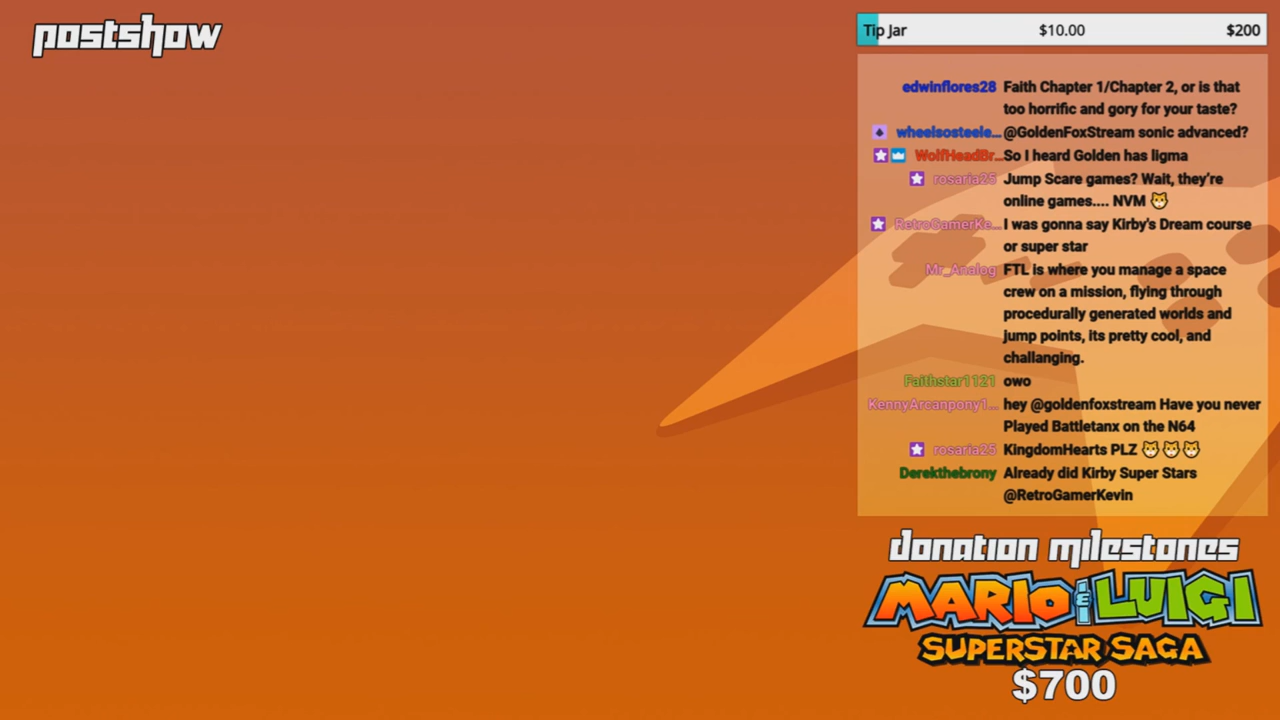 postshow
Tip Jar $10.00 $200
edwinflores28 Faith Chapter 1/Chapter 2, or is that
too horrific and gory for your taste?
wheelsosteele... @GoldenFoxStream sonic advanced?
WolfHeadBr... So I heard Golden has ligma
rosaria25 Jump Scare games? Wait, they're
online games.... NVM
RetroGamerKe... I was gonna say Kirby's Dream course
or super star
Mr_Analog FTL is where you manage a space
crew on a mission, flying through
procedurally generated worlds and
jump points, its pretty cool, and
challanging.
Faithstar1121 owo
KennyArcanpony1... hey @goldenfoxstream Have you never
Played Battletanx on the N64
rosaria25 KingdomHearts PLZ
Derekthebrony Already did Kirby Super Stars
@RetroGamerKevin
donation milestones
MARIO & LUIGI
SUPERSTAR SAGA
$700